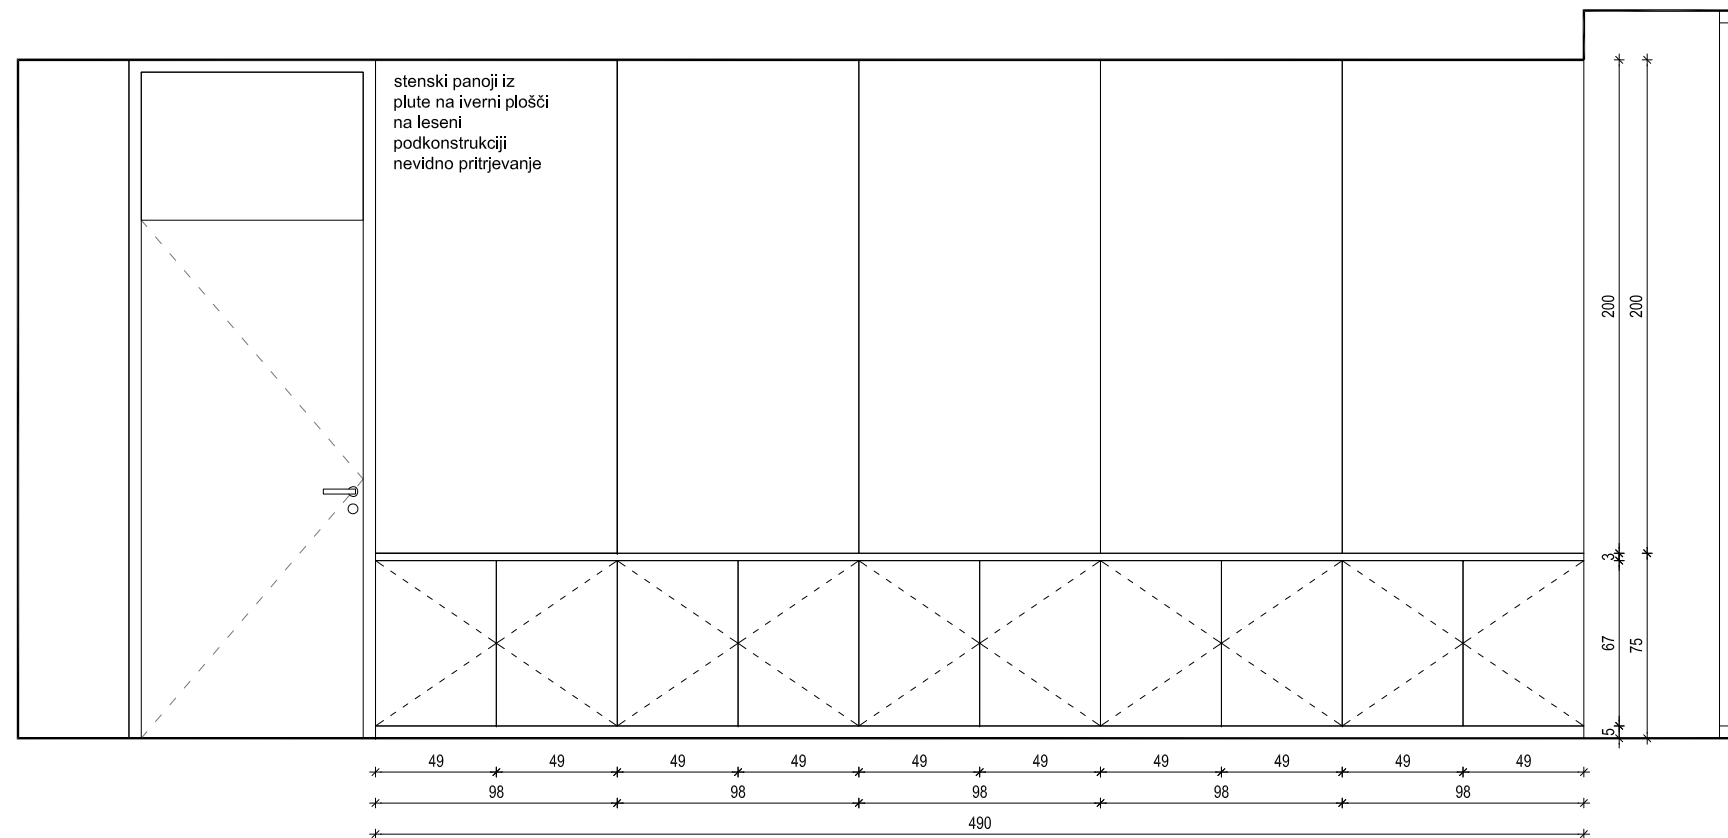 stenski panoji iz
plute na iverni plošči
na leseni
podkonstrukciji
nevidno pritrjevanje
200 200
3
67 75
5
49 49 49 49 49 49 49 49 49 49
98 98 98 98 98
490